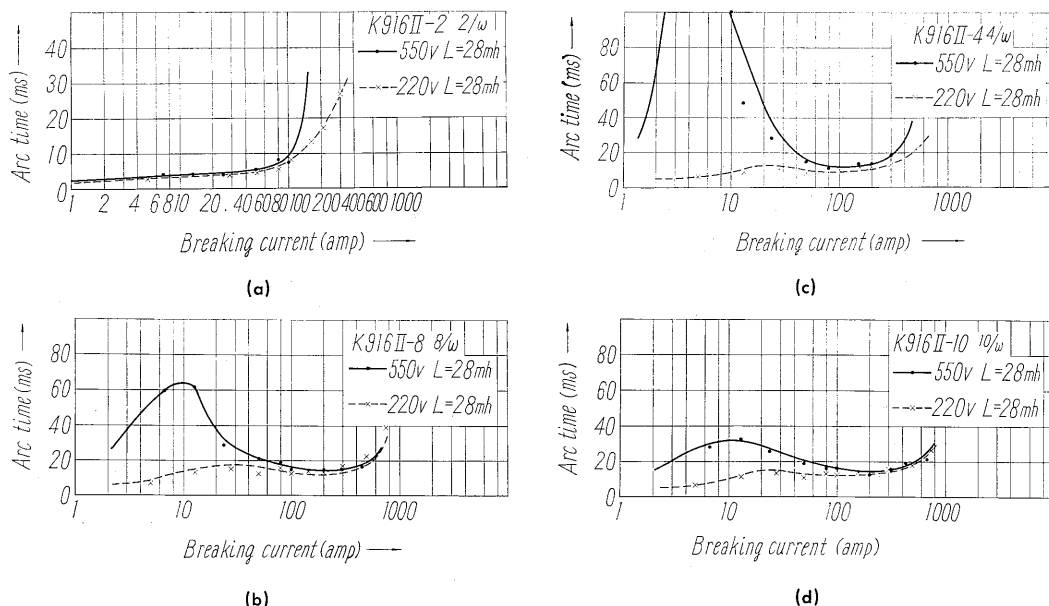 K916II-2 2/w
550v L=28mh
220v L=28mh
Arc time (ms)
40
30
20
10
0
1 2 4 6 8 10 20 . 40 60 80 100 200 400 600 1000
Breaking current (amp)
(a)
K916II-4 4/w
550v L=28mh
220v L=28mh
Arc time (ms)
80
60
40
20
0
1 10 100 1000
Breaking current (amp)
(c)
K916II-8 8/w
550v L=28mh
220v L=28mh
Arc time (ms)
80
60
40
20
0
1 10 100 1000
Breaking current (amp)
(b)
K916II-10 10/w
550v L=28mh
220v L=28mh
Arc time (ms)
80
60
40
20
0
1 10 100 1000
Breaking current (amp)
(d)